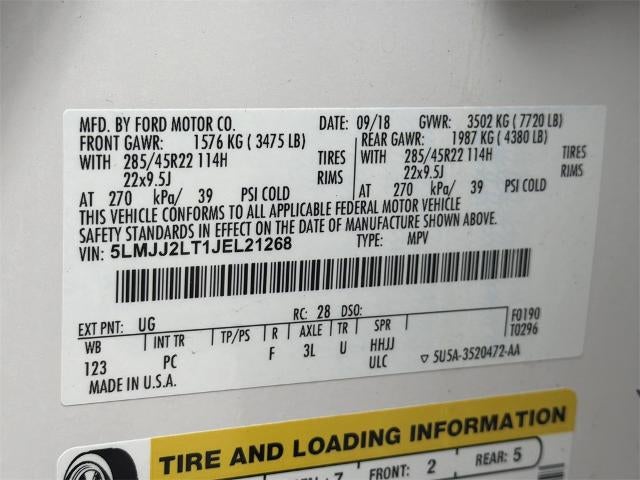 MFD. BY FORD MOTOR CO. DATE: 09/18 GVWR: 3502 KG ( 7720 LB)
FRONT GAWR: 1576 KG ( 3475 LB) REAR GAWR: 1987 KG ( 4380 LB)
WITH 285/45R22 114H TIRES WITH 285/45R22 114H TIRES
22x9.5J RIMS 22x9.5J RIMS
AT 270 kPa/ 39 PSI COLD AT 270 kPa/ 39 PSI COLD
THIS VEHICLE CONFORMS TO ALL APPLICABLE FEDERAL MOTOR VEHICLE
SAFETY STANDARDS IN EFFECT ON THE DATE OF MANUFACTURE SHOWN ABOVE.
VIN: 5LMJJ2LT1JEL21268 TYPE: MPV
EXT PNT: UG RC: 28 DSO: F0190
WB INT TR TP/PS R AXLE TR SPR T0296
123 PC F 3L U HHJJ
ULC ▽ 5U5A-3520472-AA
MADE IN U.S.A.
TIRE AND LOADING INFORMATION
7 FRONT: 2 REAR: 5